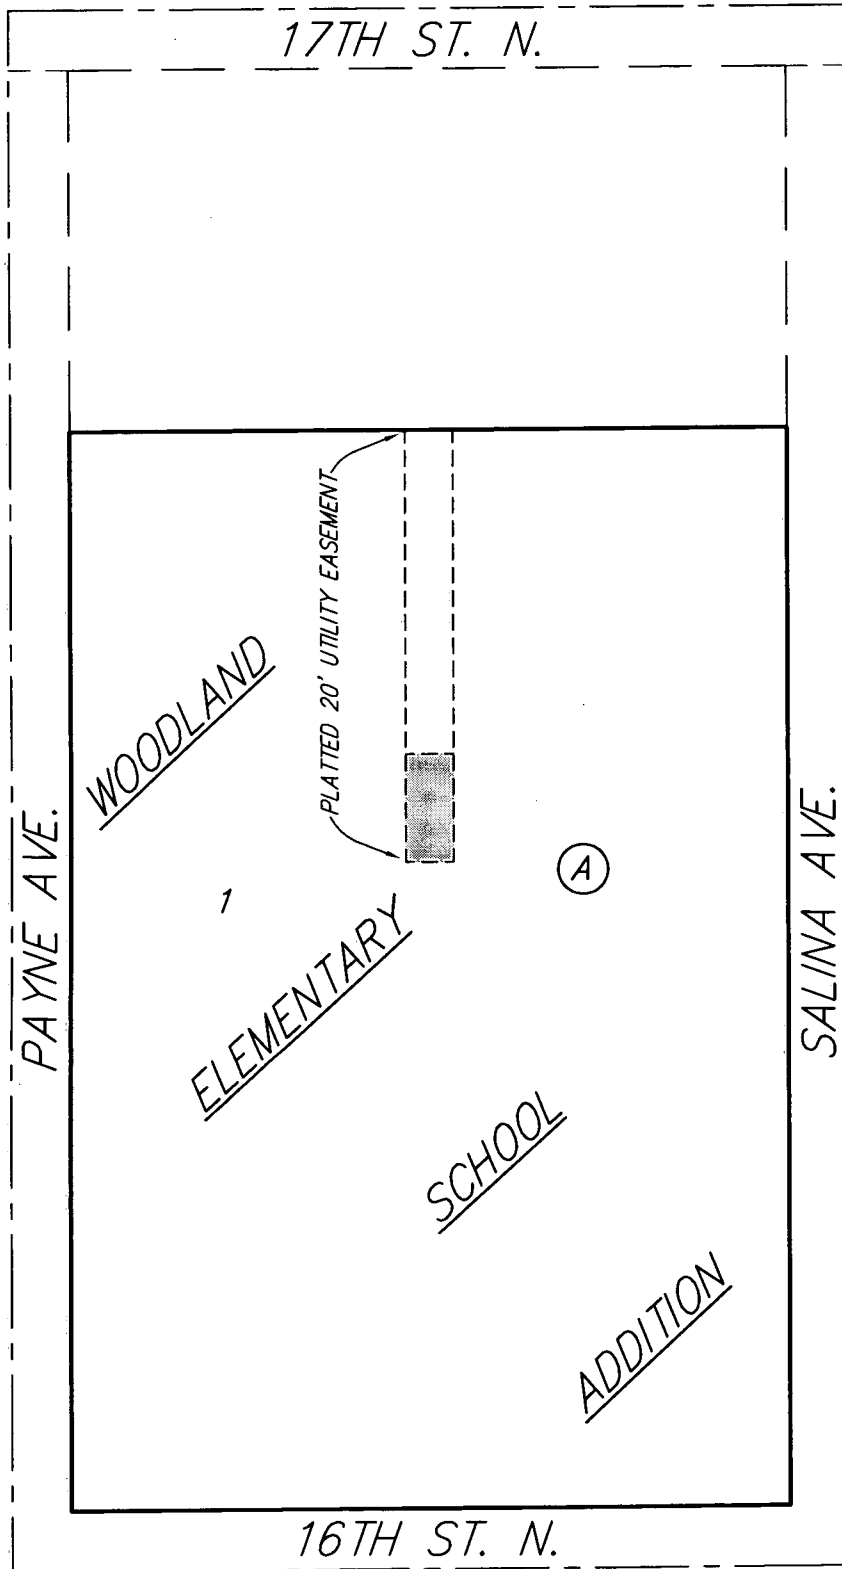 17TH ST. N.
PLATTED 20' UTILITY EASEMENT
WOODLAND
PAYNE AVE.
1
A
SALINA AVE.
ELEMENTARY
SCHOOL
ADDITION
16TH ST. N.